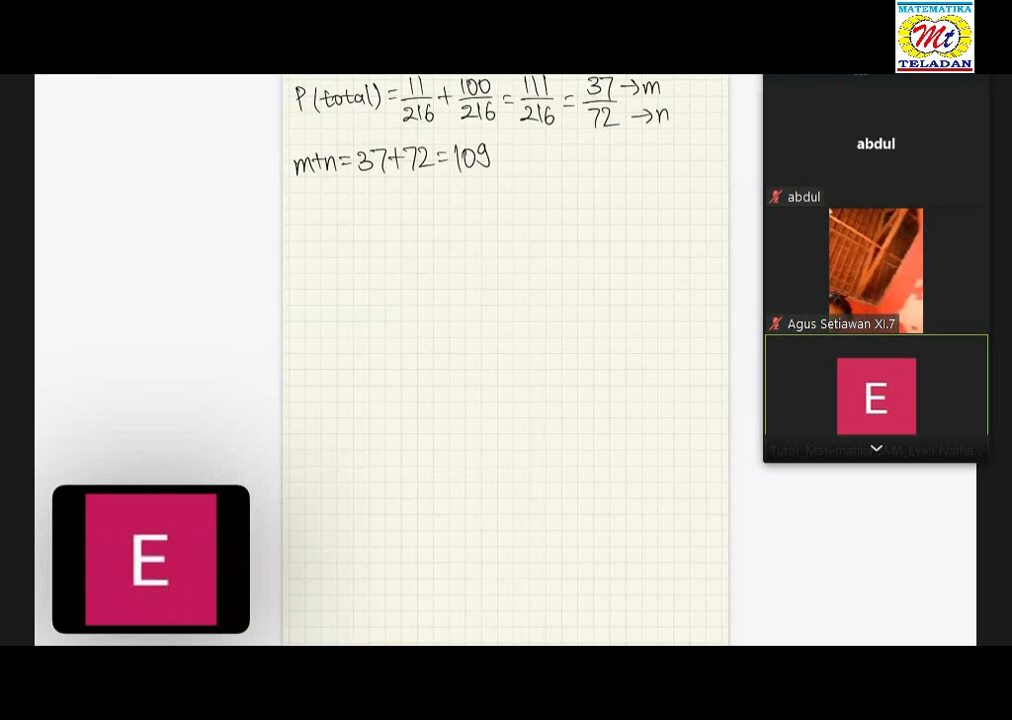 MATEMATIKA
Mt
TELADAN
P(total) = 11/216 + 100/216 = 111/216 = 37/72 → m → n
m+n = 37+72 = 109
abdul
abdul
Agus Setiawan XI.7
E
E